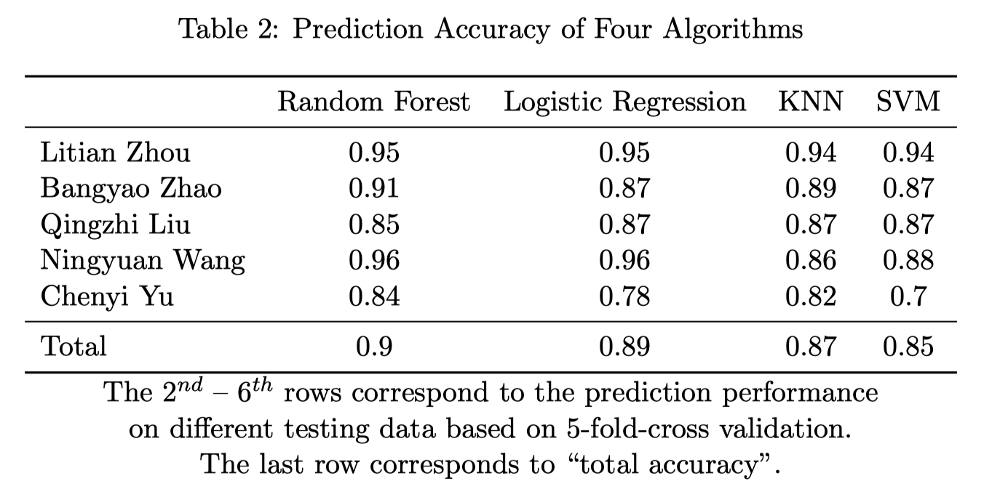 Table 2: Prediction Accuracy of Four Algorithms
Random Forest Logistic Regression KNN SVM
Litian Zhou 0.95 0.95 0.94 0.94
Bangyao Zhao 0.91 0.87 0.89 0.87
Qingzhi Liu 0.85 0.87 0.87 0.87
Ningyuan Wang 0.96 0.96 0.86 0.88
Chenyi Yu 0.84 0.78 0.82 0.7
Total 0.9 0.89 0.87 0.85
The 2nd – 6th rows correspond to the prediction performance
on different testing data based on 5-fold-cross validation.
The last row corresponds to “total accuracy”.